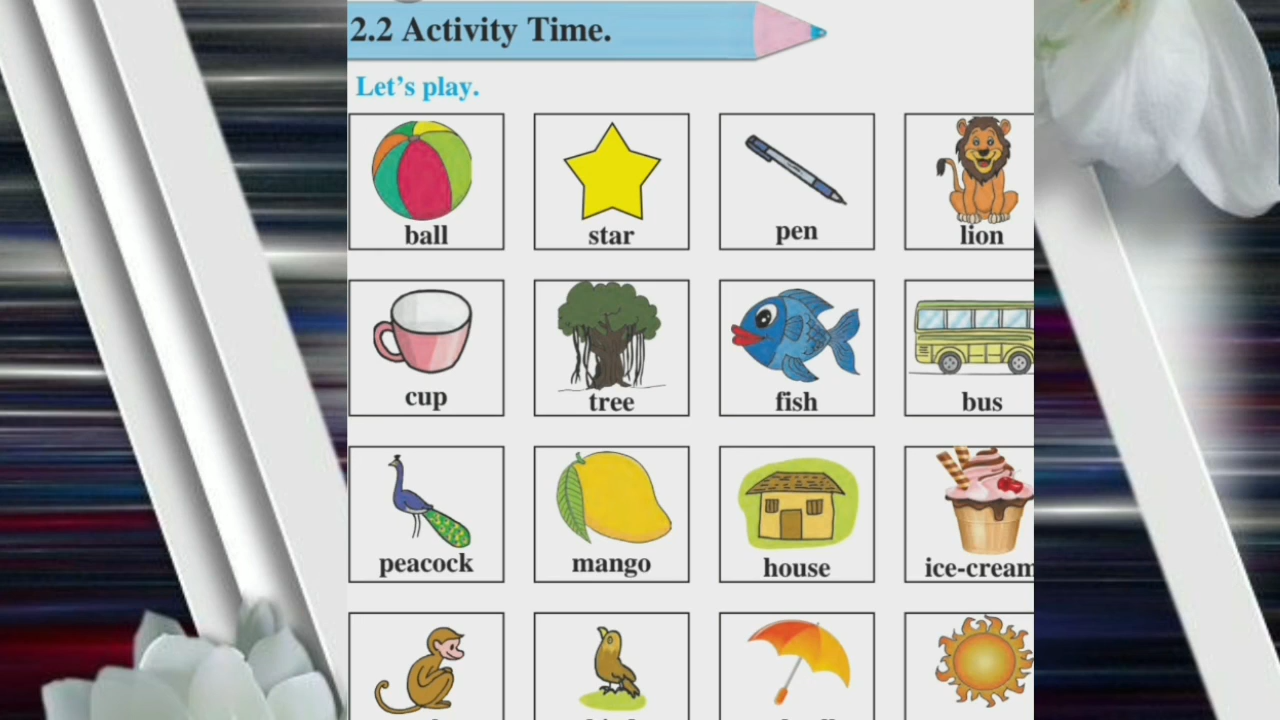 2.2 Activity Time.
Let's play.
ball star pen lion
cup tree fish bus
peacock mango house ice-cream